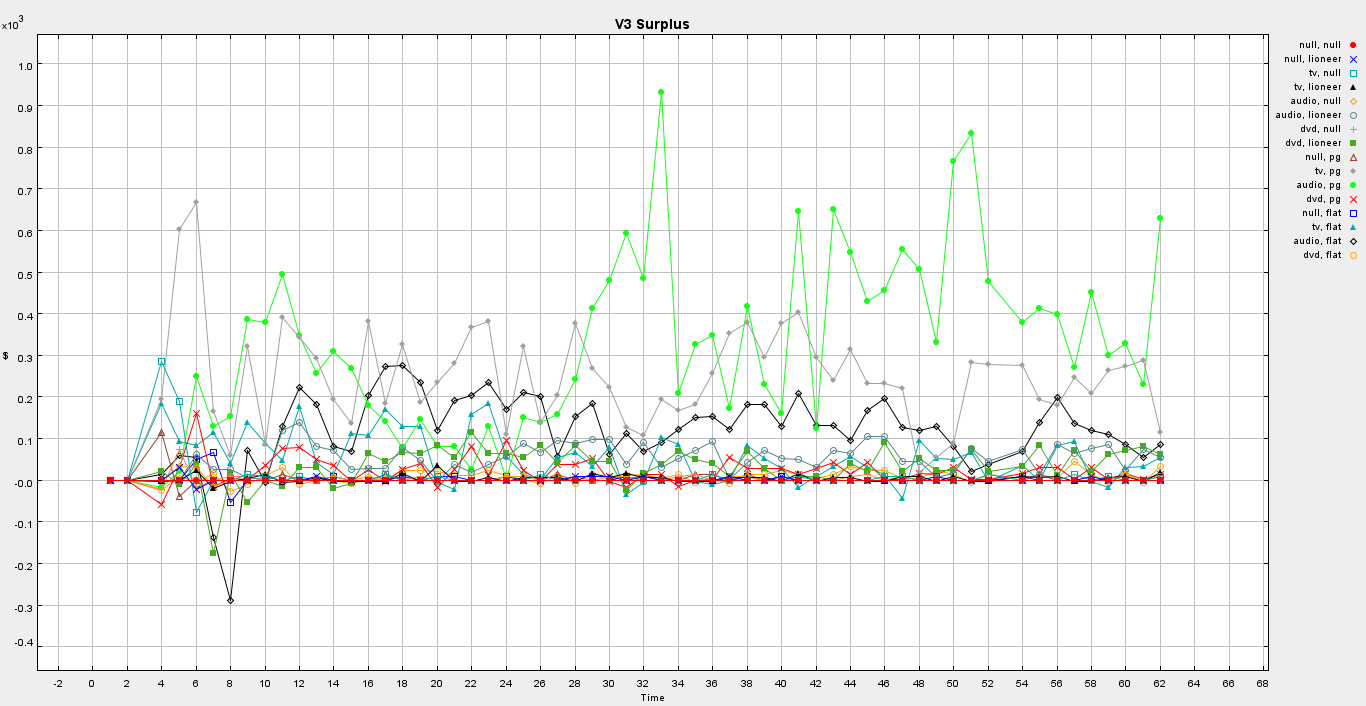 V3 Surplus
x10³
1.0
0.9
0.8
0.7
0.6
0.5
0.4
0.3
$
0.2
0.1
-0.0
-0.1
-0.2
-0.3
-0.4
-2 0 2 4 6 8 10 12 14 16 18 20 22 24 26 28 30 32 34 36 38 40 42 44 46 48 50 52 54 56 58 60 62 64 66 68
Time
null, null
null, lioneer
tv, null
tv, lioneer
audio, null
audio, lioneer
dvd, null
dvd, lioneer
null, pg
tv, pg
audio, pg
dvd, pg
null, flat
tv, flat
audio, flat
dvd, flat